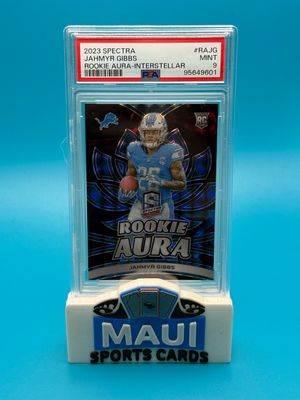 2023 SPECTRA #RAJG
JAHMYR GIBBS MINT
ROOKIE AURA-INTERSTELLAR 9
PSA 95649601
RC
S
ROOKIE
AURA
JAHMYR GIBBS
MAUI
SPORTS CARDS